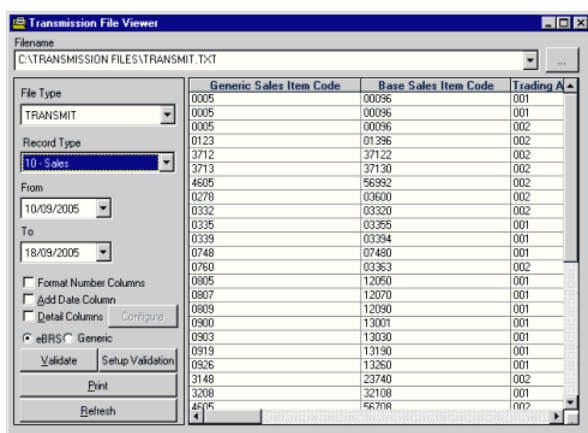 Transmission File Viewer
Filename
C:\TRANSMISSION FILES\TRANSMIT.TXT
...
File Type
TRANSMIT
Record Type
10 - Sales
From
10/09/2005
To
18/09/2005
Format Number Columns
Add Date Column
Detail Columns Configure
eBRS Generic
Validate Setup Validation
Print
Refresh
Generic Sales Item Code Base Sales Item Code Trading A
0005 00096 001
0005 00096 001
0005 00096 002
0123 01396 002
3712 37122 002
3713 37130 002
4605 56992 002
0278 03600 002
0332 03320 002
0335 03355 001
0339 03394 001
0748 07480 001
0760 03363 002
0805 12050 001
0807 12070 001
0809 12090 001
0900 13001 001
0903 13030 001
0919 13190 001
0926 13260 001
3148 23740 002
3208 32108 001
4605 56708 002